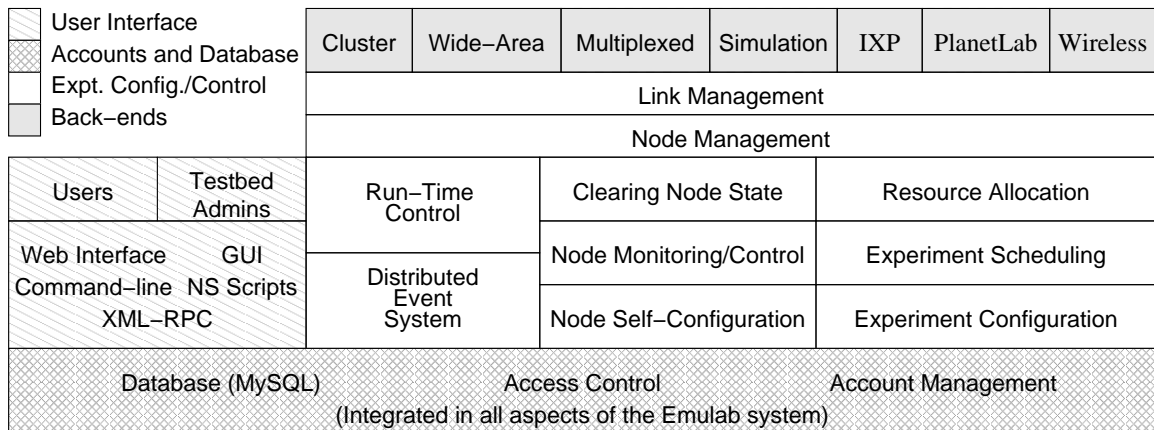 User Interface
Accounts and Database
Expt. Config./Control
Back−ends
Cluster
Wide−Area
Multiplexed
Simulation
IXP
PlanetLab
Wireless
Link Management
Node Management
Users
Testbed
Admins
Web Interface GUI
Command−line NS Scripts
XML−RPC
Run−Time
Control
Distributed
Event
System
Clearing Node State
Node Monitoring/Control
Node Self−Configuration
Resource Allocation
Experiment Scheduling
Experiment Configuration
Database (MySQL) Access Control Account Management
(Integrated in all aspects of the Emulab system)